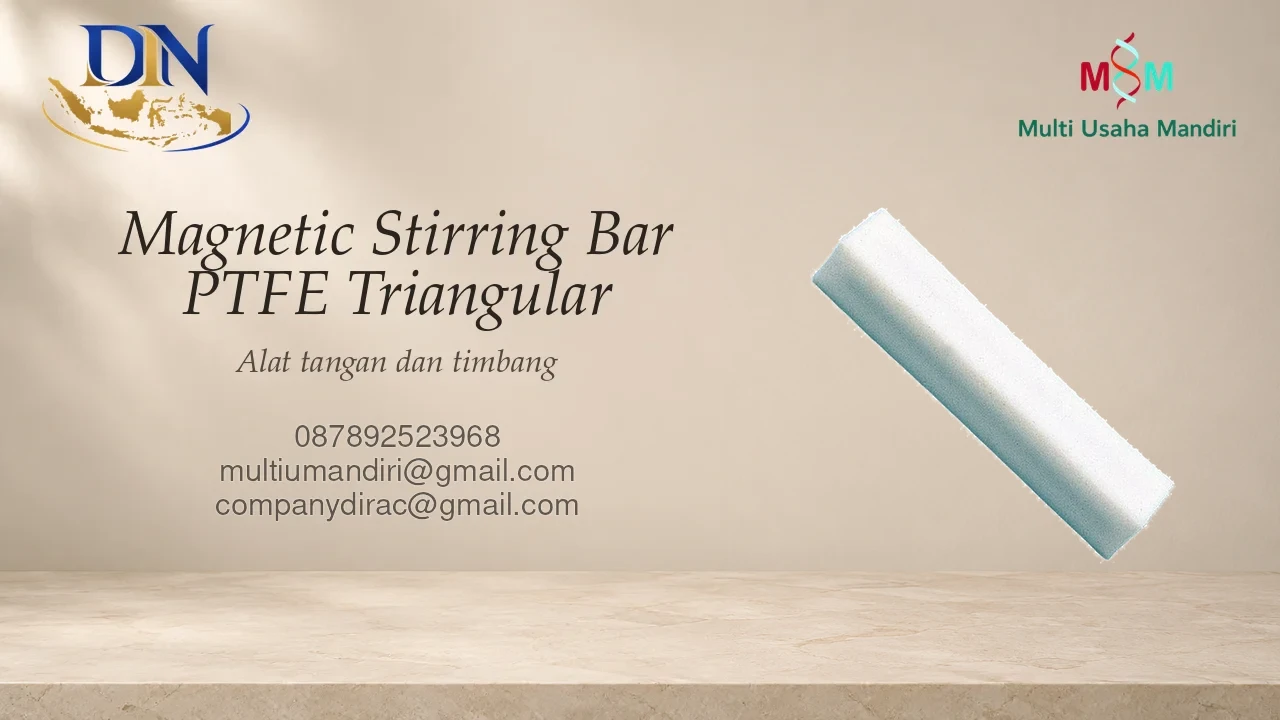 DIN
M M
Multi Usaha Mandiri
Magnetic Stirring Bar
PTFE Triangular
Alat tangan dan timbang
087892523968
multiumandiri@gmail.com
companydirac@gmail.com